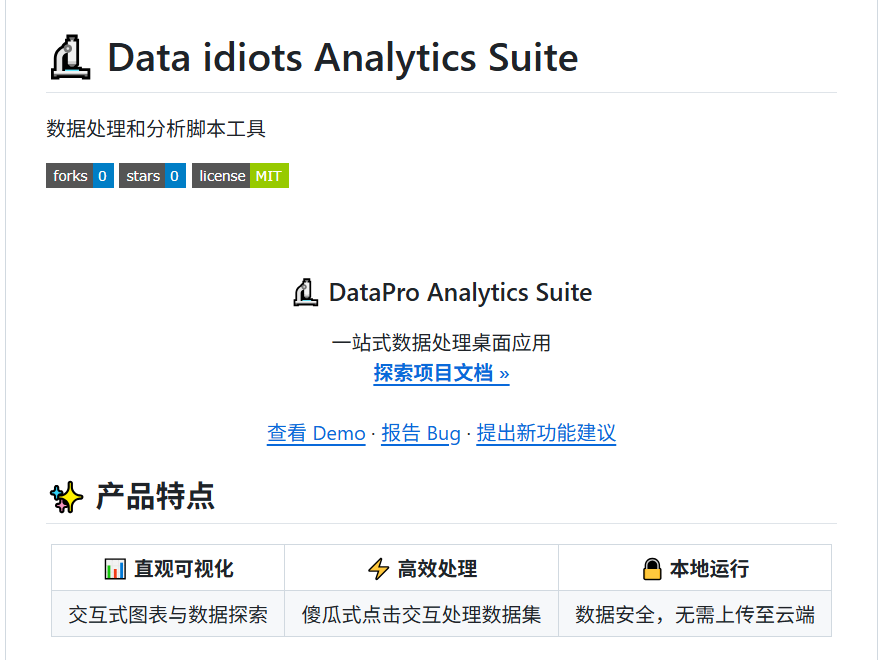 Data idiots Analytics Suite
数据处理和分析脚本工具
forks 0 stars 0 license MIT
DataPro Analytics Suite
一站式数据处理桌面应用
探索项目文档 »
查看 Demo · 报告 Bug · 提出新功能建议
✨ 产品特点
📊 直观可视化 ⚡ 高效处理 🔒 本地运行
交互式图表与数据探索 傻瓜式点击交互处理数据集 数据安全，无需上传至云端